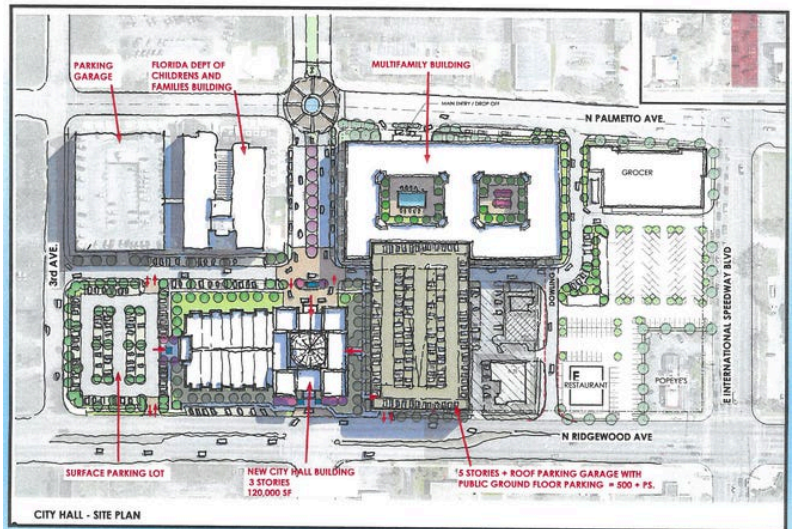 PARKING
GARAGE
FLORIDA DEPT OF
CHILDRENS AND
FAMILIES BUILDING
MULTIFAMILY BUILDING
MAIN ENTRY / DROP OFF
N PALMETTO AVE.
GROCER
3rd AVE.
DUNNING
E INTERNATIONAL SPEEDWAY BLVD
RESTAURANT
POPEYE'S
N RIDGEWOOD AVE
SURFACE PARKING LOT
NEW CITY HALL BUILDING
3 STORIES
120,000 SF
5 STORIES + ROOF PARKING GARAGE WITH
PUBLIC GROUND FLOOR PARKING = 500 + PS.
CITY HALL - SITE PLAN